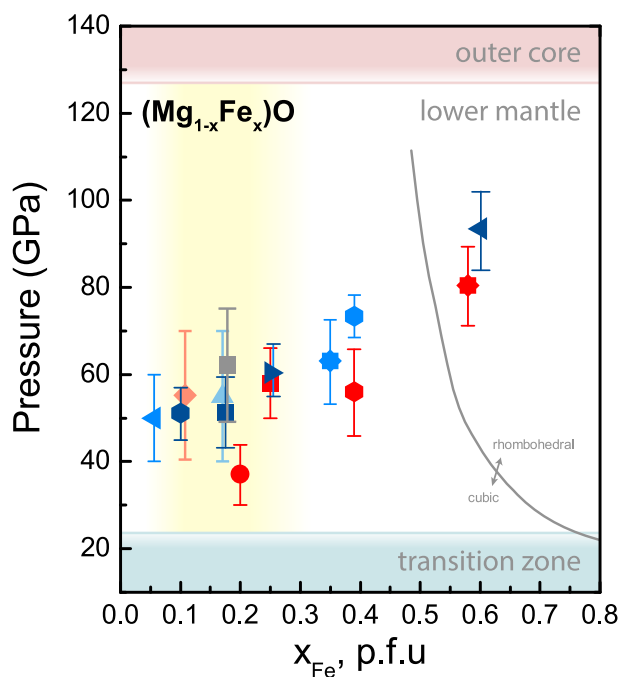 140
120
100
80
60
40
20
Pressure (GPa)
outer core
(Mg1-xFex)O
lower mantle
rhombohedral
cubic
transition zone
0.0 0.1 0.2 0.3 0.4 0.5 0.6 0.7 0.8
xFe, p.f.u